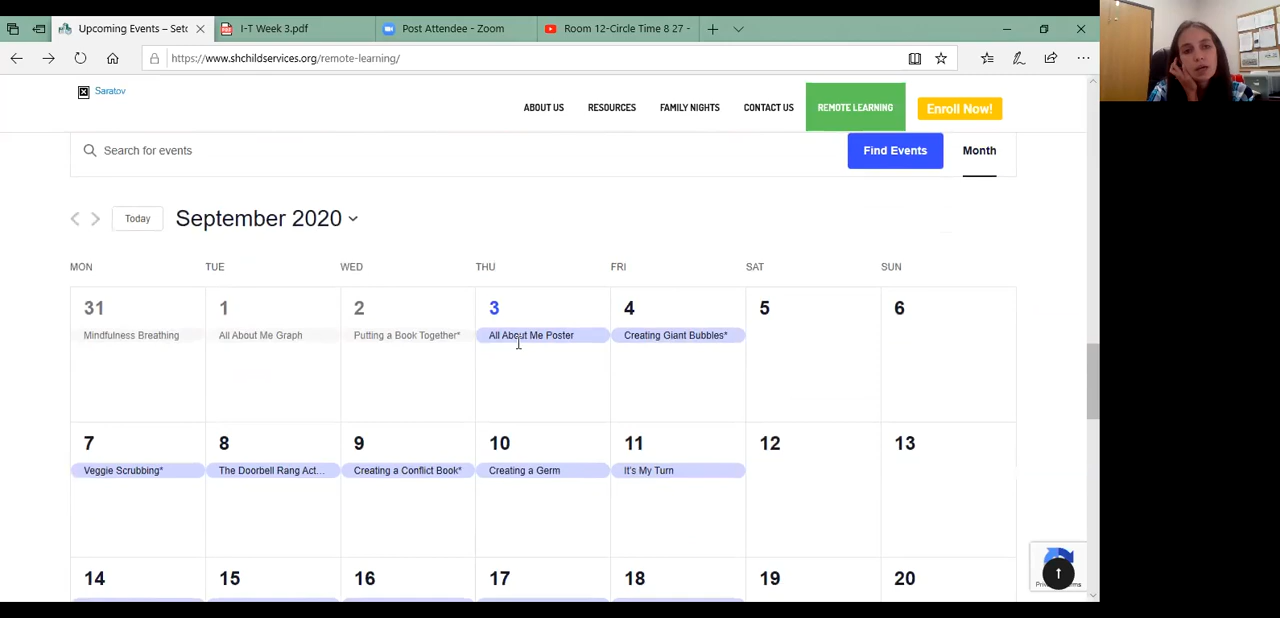 Upcoming Events – Seto
I-T Week 3.pdf
Post Attendee - Zoom
Room 12-Circle Time 8 27 -
https://www.shchildservices.org/remote-learning/
Saratov
ABOUT US
RESOURCES
FAMILY NIGHTS
CONTACT US
REMOTE LEARNING
Enroll Now!
Search for events
Find Events
Month
Today
September 2020
MON TUE WED THU FRI SAT SUN
31 1 2 3 4 5 6
Mindfulness Breathing
All About Me Graph
Putting a Book Together*
All About Me Poster
Creating Giant Bubbles*
7 8 9 10 11 12 13
Veggie Scrubbing*
The Doorbell Rang Act...
Creating a Conflict Book*
Creating a Germ
It's My Turn
14 15 16 17 18 19 20